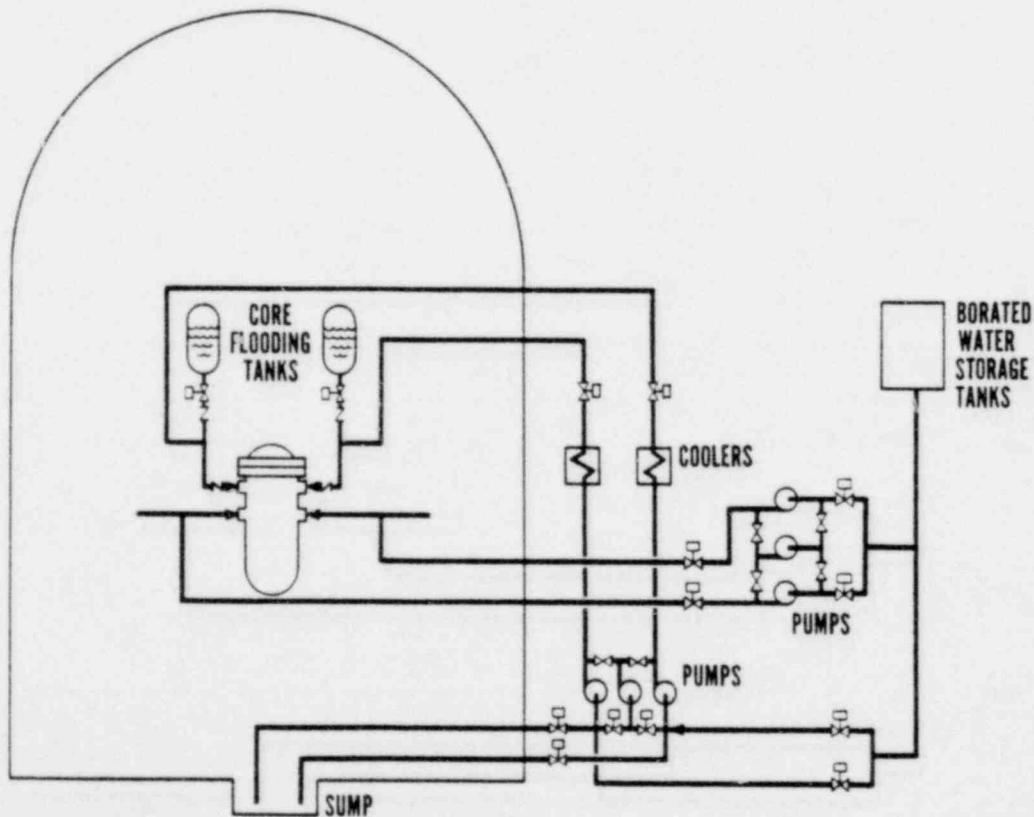 CORE
FLOODING
TANKS
BORATED
WATER
STORAGE
TANKS
COOLERS
PUMPS
PUMPS
SUMP